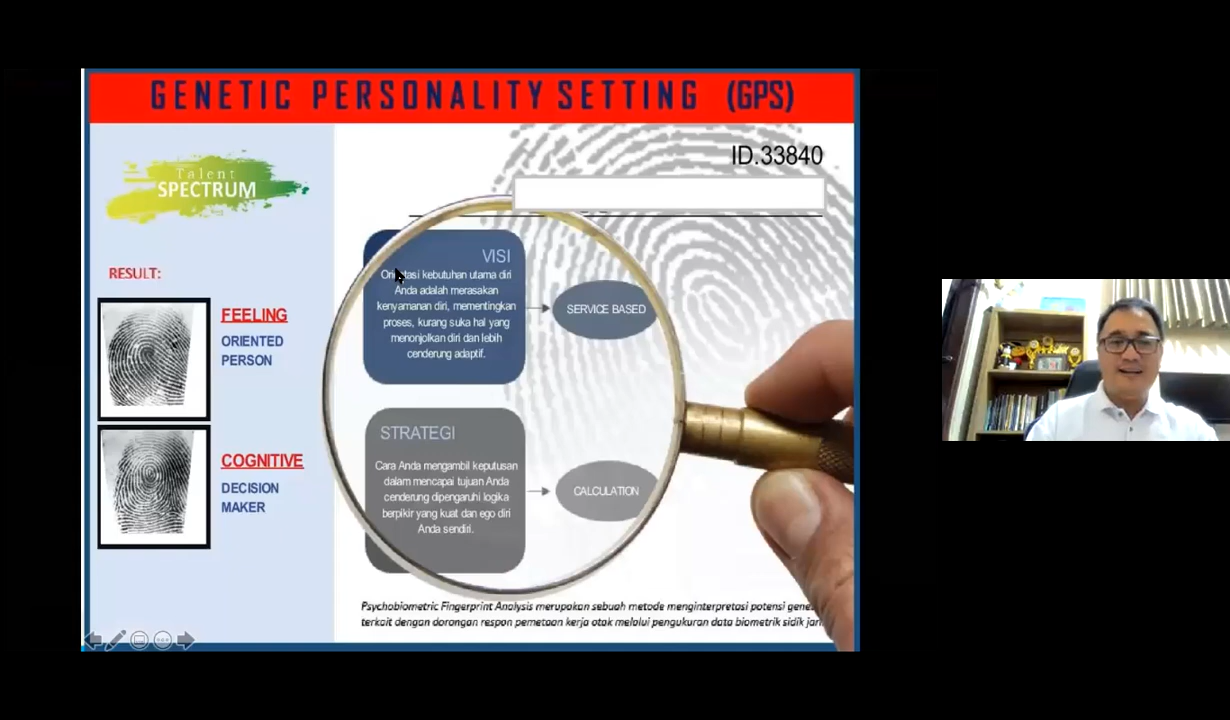 GENETIC PERSONALITY SETTING (GPS)
Talent
SPECTRUM
ID.33840
RESULT:
FEELING
ORIENTED
PERSON
COGNITIVE
DECISION
MAKER
VISI
Orientasi kebutuhan utama diri
Anda adalah merasakan
kenyamanan diri, mementingkan
proses, kurang suka hal yang
menonjolkan diri dan lebih
cenderung adaptif.
SERVICE BASED
STRATEGI
Cara Anda mengambil keputusan
dalam mencapai tujuan Anda
cenderung dipengaruhi logika
berpikir yang kuat dan ego diri
Anda sendiri.
CALCULATION
Psychobiometric Fingerprint Analysis merupakan sebuah metode menginterpretasi potensi
terkait dengan dorongan respon pemetaan kerja otak melalui pengukuran data biometrik sidik